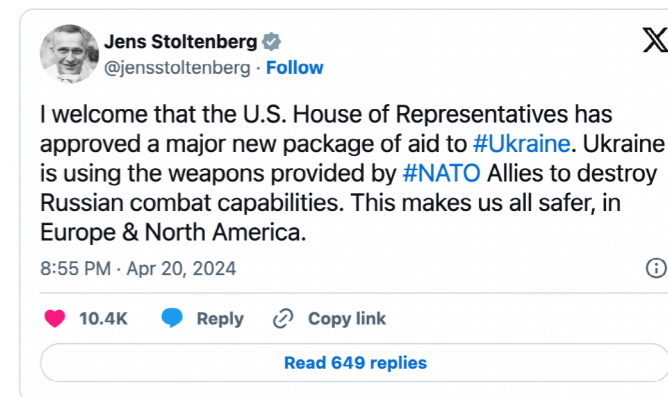 Jens Stoltenberg
@jensstoltenberg · Follow
I welcome that the U.S. House of Representatives has
approved a major new package of aid to #Ukraine. Ukraine
is using the weapons provided by #NATO Allies to destroy
Russian combat capabilities. This makes us all safer, in
Europe & North America.
8:55 PM · Apr 20, 2024
10.4K Reply Copy link
Read 649 replies